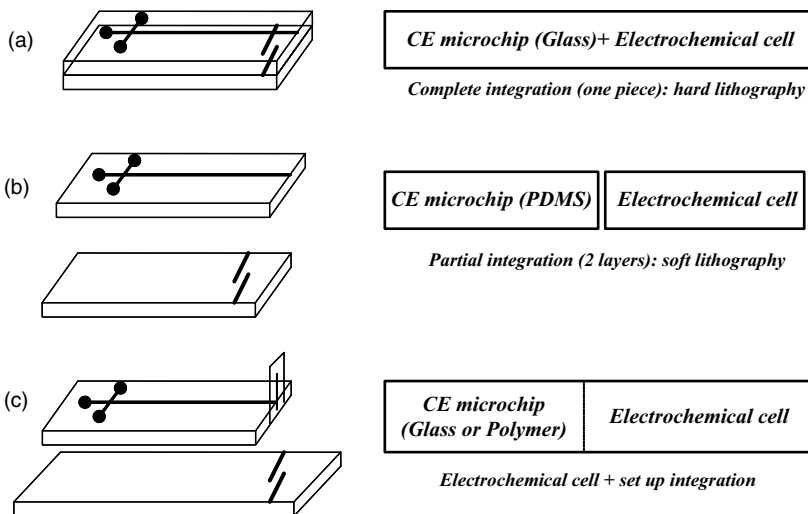 (a)
CE microchip (Glass)+ Electrochemical cell
Complete integration (one piece): hard lithography
(b)
CE microchip (PDMS)
Electrochemical cell
Partial integration (2 layers): soft lithography
(c)
CE microchip
(Glass or Polymer)
Electrochemical cell
Electrochemical cell + set up integration